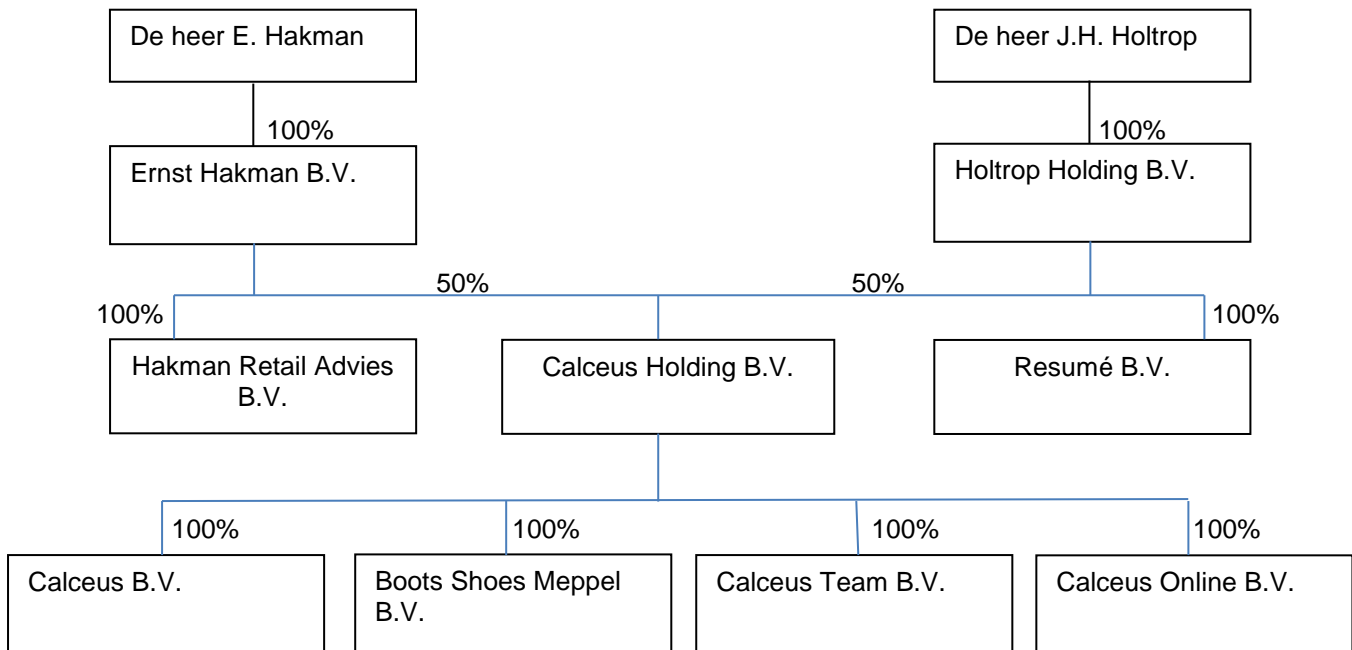 De heer E. Hakman
De heer J.H. Holtrop
100%
100%
Ernst Hakman B.V.
Holtrop Holding B.V.
50%
50%
100%
100%
Hakman Retail Advies
B.V.
Calceus Holding B.V.
Resumé B.V.
100%
100%
100%
100%
Calceus B.V.
Boots Shoes Meppel
B.V.
Calceus Team B.V.
Calceus Online B.V.